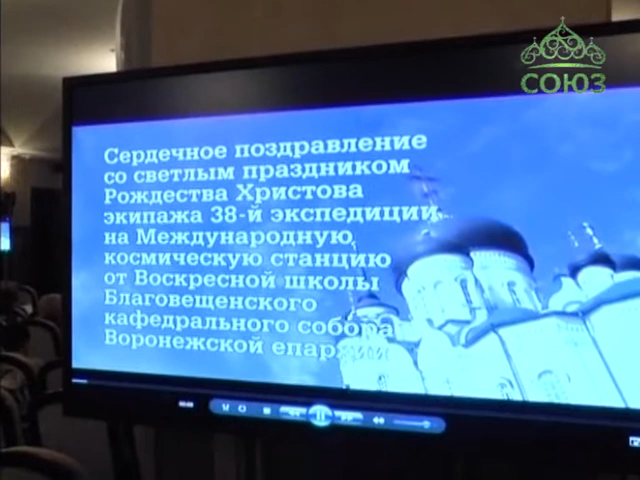 СОЮЗ
Сердечное поздравление
со светлым праздником
Рождества Христова
экипажа 38-й экспедиции
на Международную
космическую станцию
от Воскресной школы
Благовещенского
кафедрального собора
Воронежской епархии